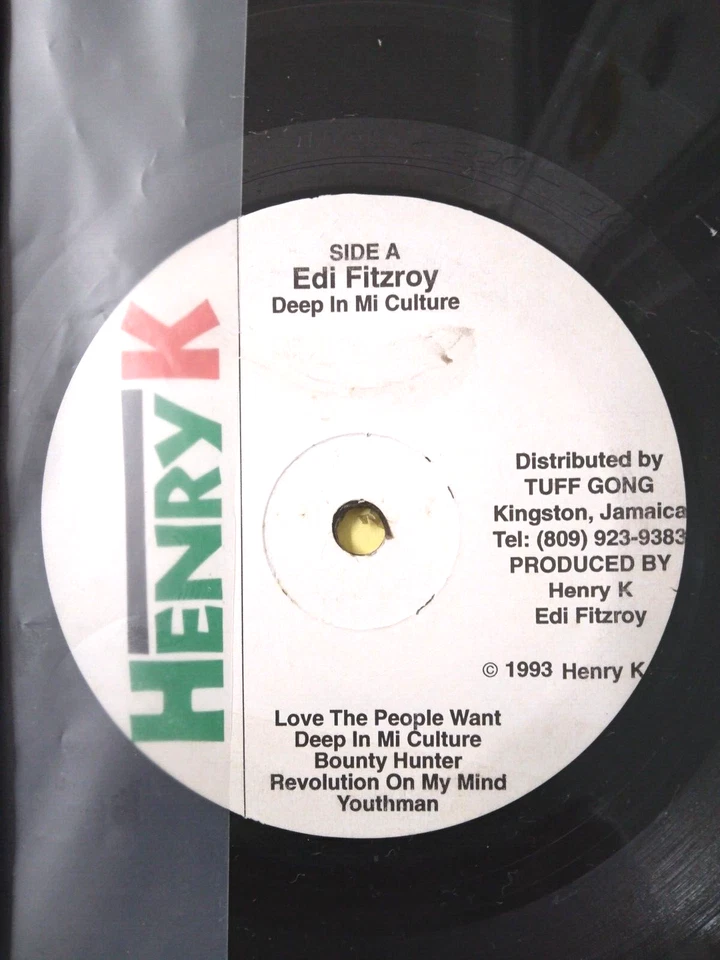 HENRY K
SIDE A
Edi Fitzroy
Deep In Mi Culture
Distributed by
TUFF GONG
Kingston, Jamaica
Tel: (809) 923-9383
PRODUCED BY
Henry K
Edi Fitzroy
© 1993 Henry K
Love The People Want
Deep In Mi Culture
Bounty Hunter
Revolution On My Mind
Youthman